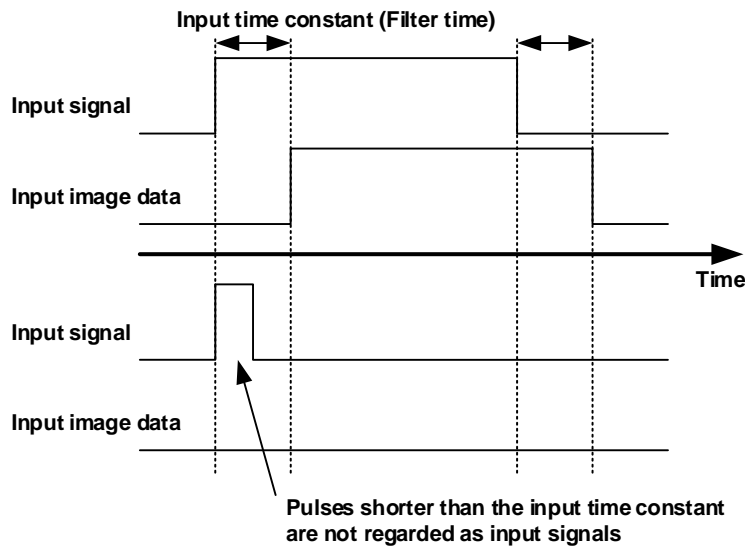 Input time constant (Filter time)
Input signal
Input image data
Time
Input signal
Input image data
Pulses shorter than the input time constant
are not regarded as input signals